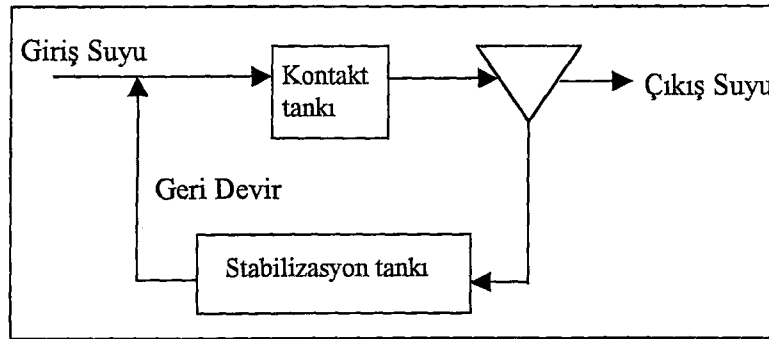 Giriş Suyu
Kontakt
tankı
Çıkış Suyu
Geri Devir
Stabilizasyon tankı